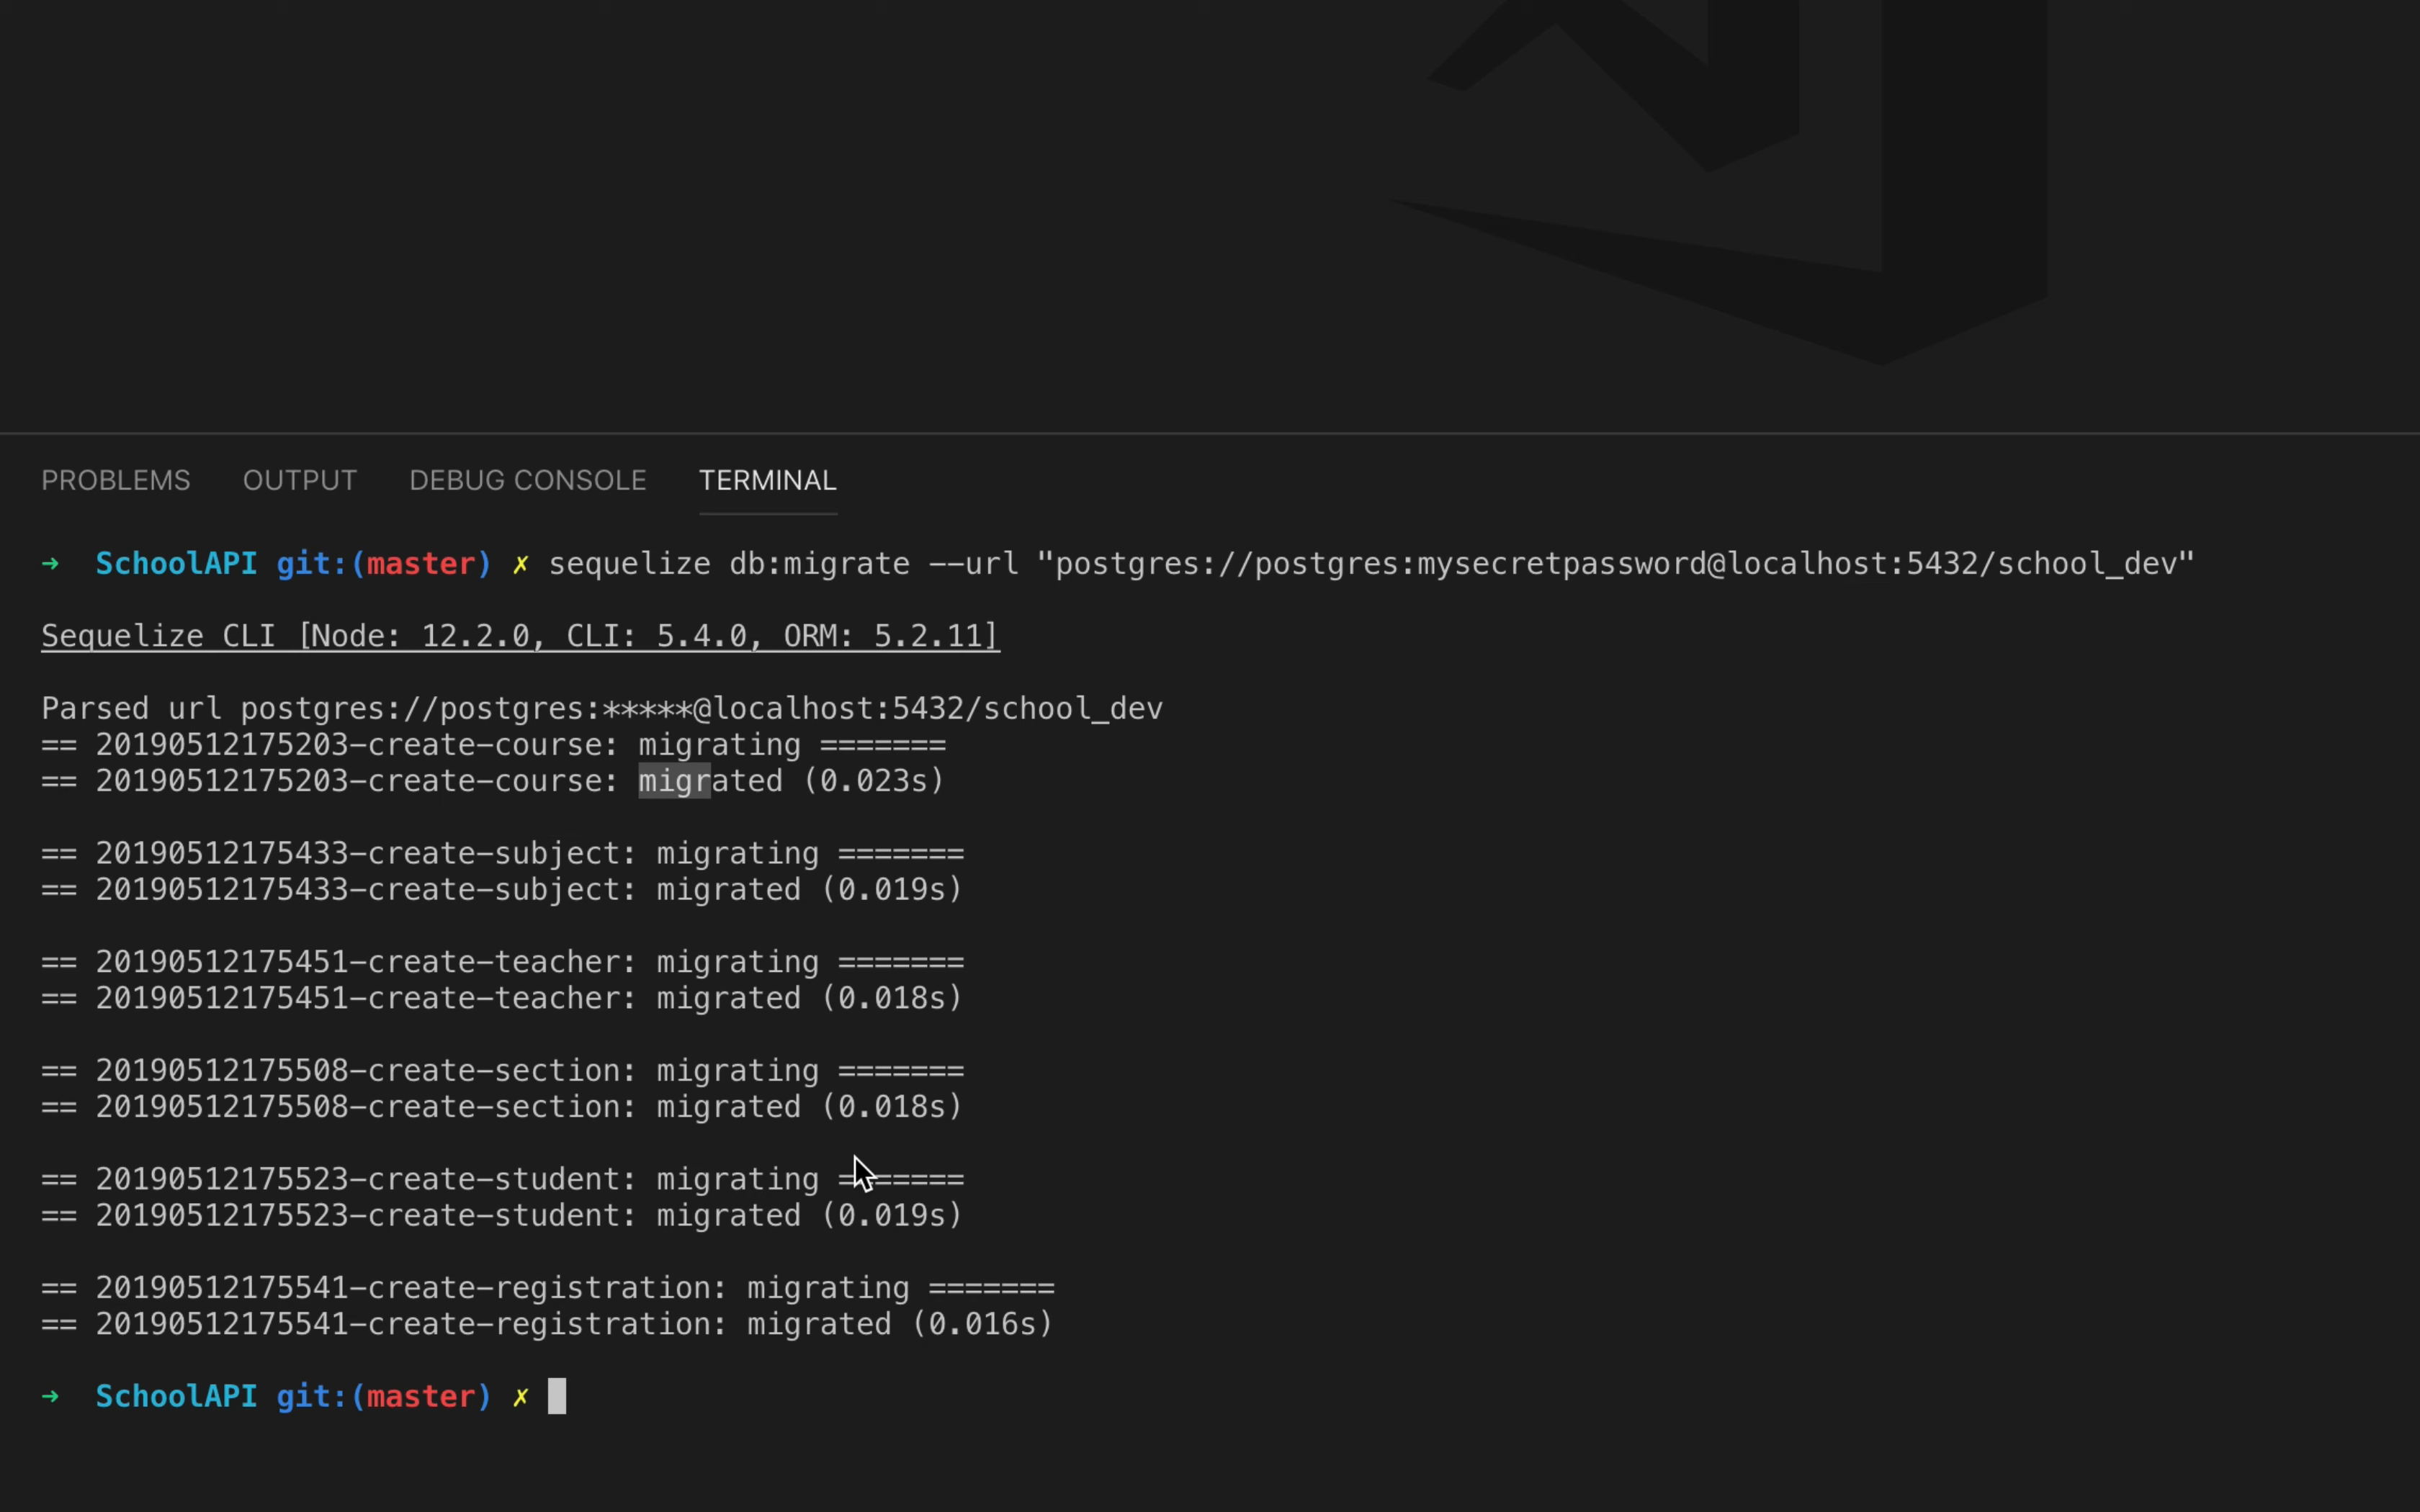 PROBLEMS OUTPUT DEBUG CONSOLE TERMINAL
➜ SchoolAPI git:(master) ✗ sequelize db:migrate --url "postgres://postgres:mysecretpassword@localhost:5432/school_dev"
Sequelize CLI [Node: 12.2.0, CLI: 5.4.0, ORM: 5.2.11]
Parsed url postgres://postgres:*****@localhost:5432/school_dev
== 20190512175203-create-course: migrating =======
== 20190512175203-create-course: migrated (0.023s)
== 20190512175433-create-subject: migrating =======
== 20190512175433-create-subject: migrated (0.019s)
== 20190512175451-create-teacher: migrating =======
== 20190512175451-create-teacher: migrated (0.018s)
== 20190512175508-create-section: migrating =======
== 20190512175508-create-section: migrated (0.018s)
== 20190512175523-create-student: migrating =======
== 20190512175523-create-student: migrated (0.019s)
== 20190512175541-create-registration: migrating =======
== 20190512175541-create-registration: migrated (0.016s)
➜ SchoolAPI git:(master) ✗